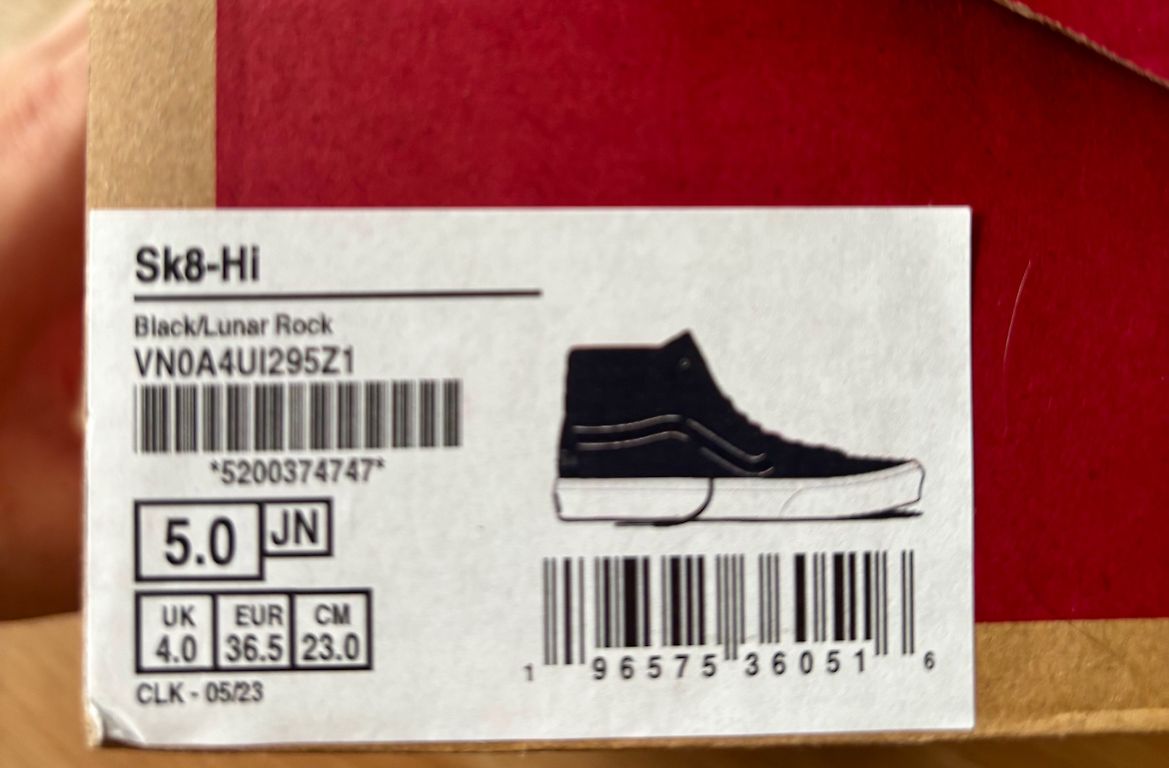 Sk8-Hi
Black/Lunar Rock
VN0A4UI295Z1
*5200374747*
5.0 JN
UK EUR CM
4.0 36.5 23.0
CLK - 05/23
1 96575 36051 6